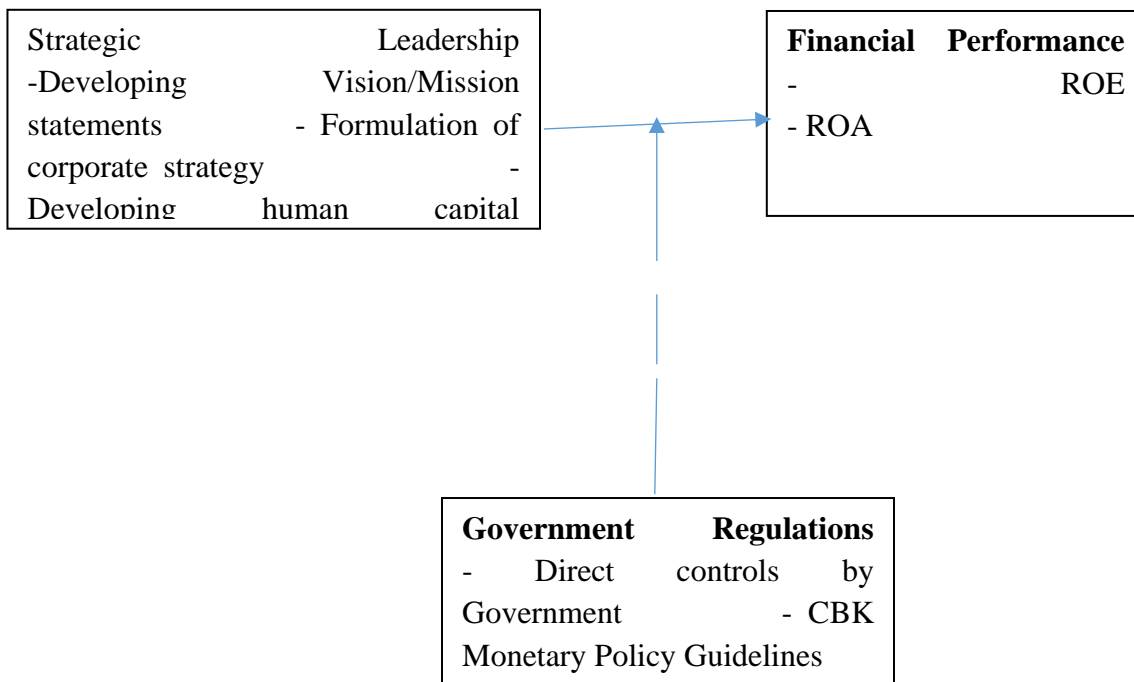 Strategic Leadership
-Developing Vision/Mission
statements - Formulation of
corporate strategy -
Developing human capital
Financial Performance
- ROE
- ROA
Government Regulations
- Direct controls by
Government - CBK
Monetary Policy Guidelines